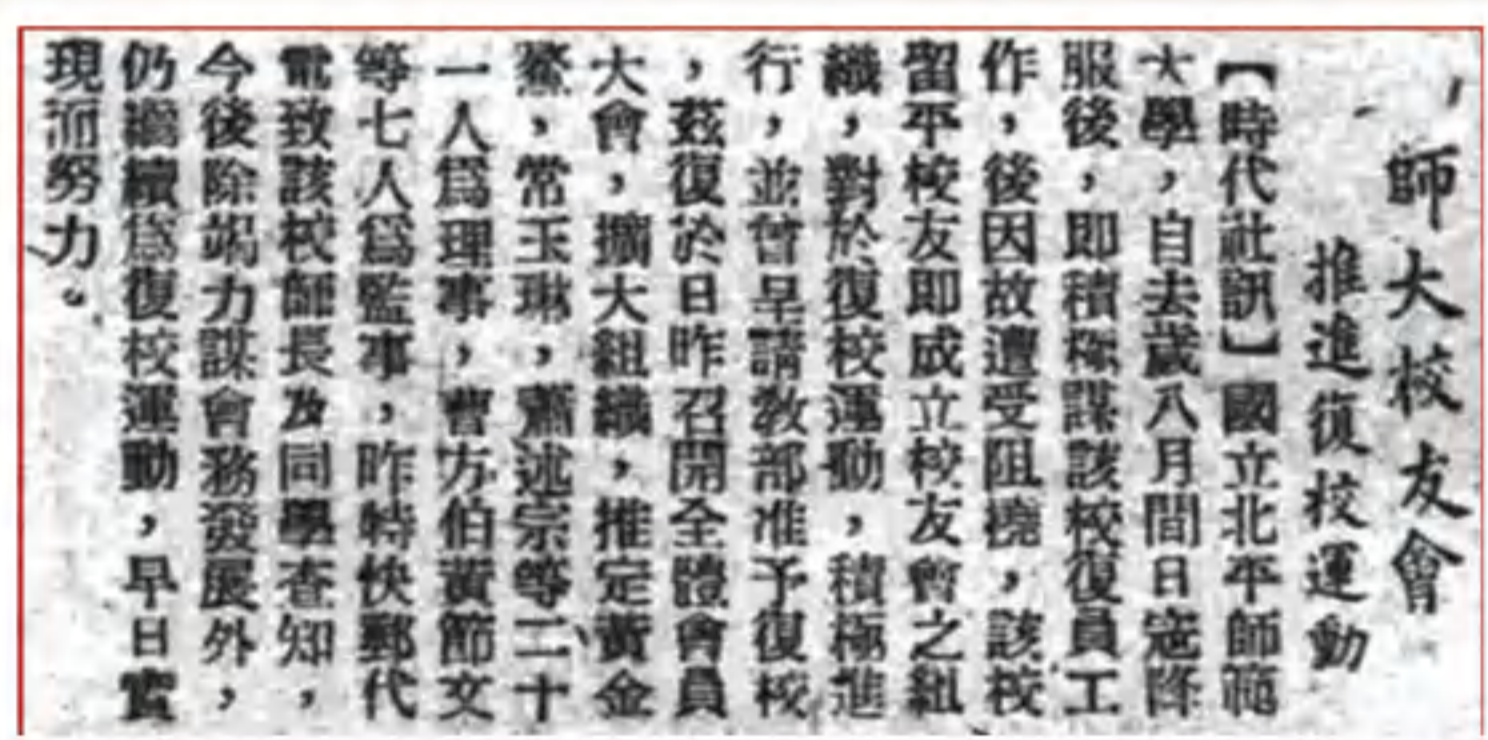 師大校友會
推進復校運動
【時代社訊】國立北平師範
大學，自去歲八月間日寇降
服後，即積極謀該校復員工
作，後因故遭受阻撓，該校
留平校友即成立校友會之組
織，對於復校運動，積極進
行，並曾呈請教部准予復校
，茲復於日昨召開全體會員
大會，擴大組織，推定黃金
鰲，常玉琳，蕭述宗等二十
一人為理事，曹方伯黃節文
等七人為監事，昨特快郵代
電致該校師長及同學查知，
今後除竭力謀會務發展外，
仍繼續為復校運動，早日實
現而努力。